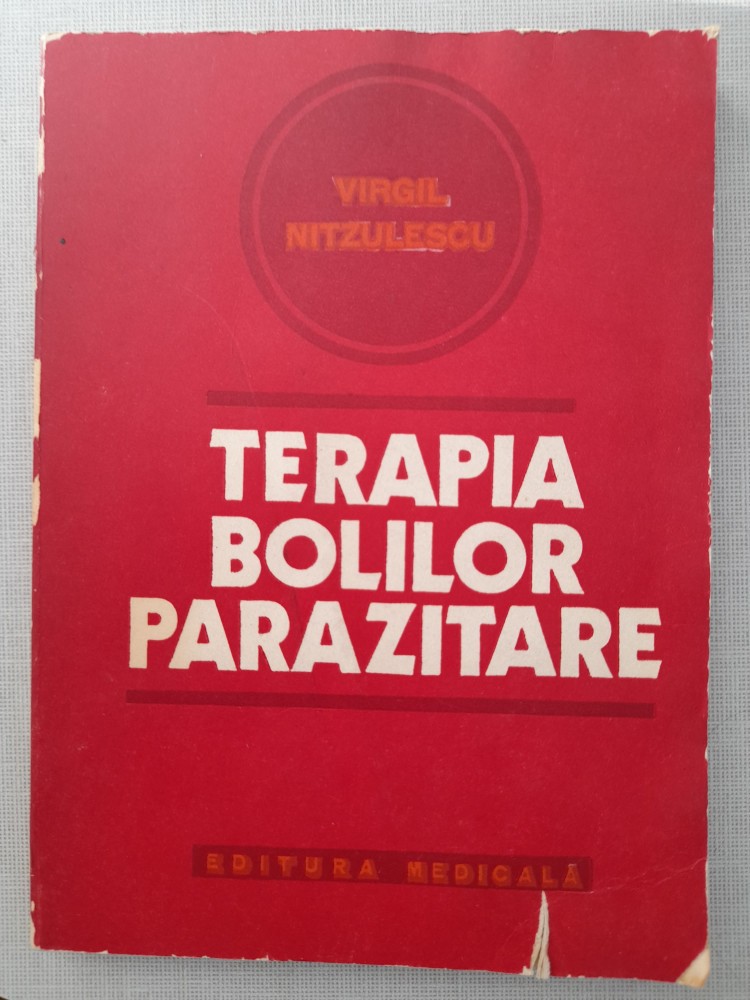 VIRGIL
NITZULESCU
TERAPIA
BOLILOR
PARAZITARE
EDITURA MEDICALĂ